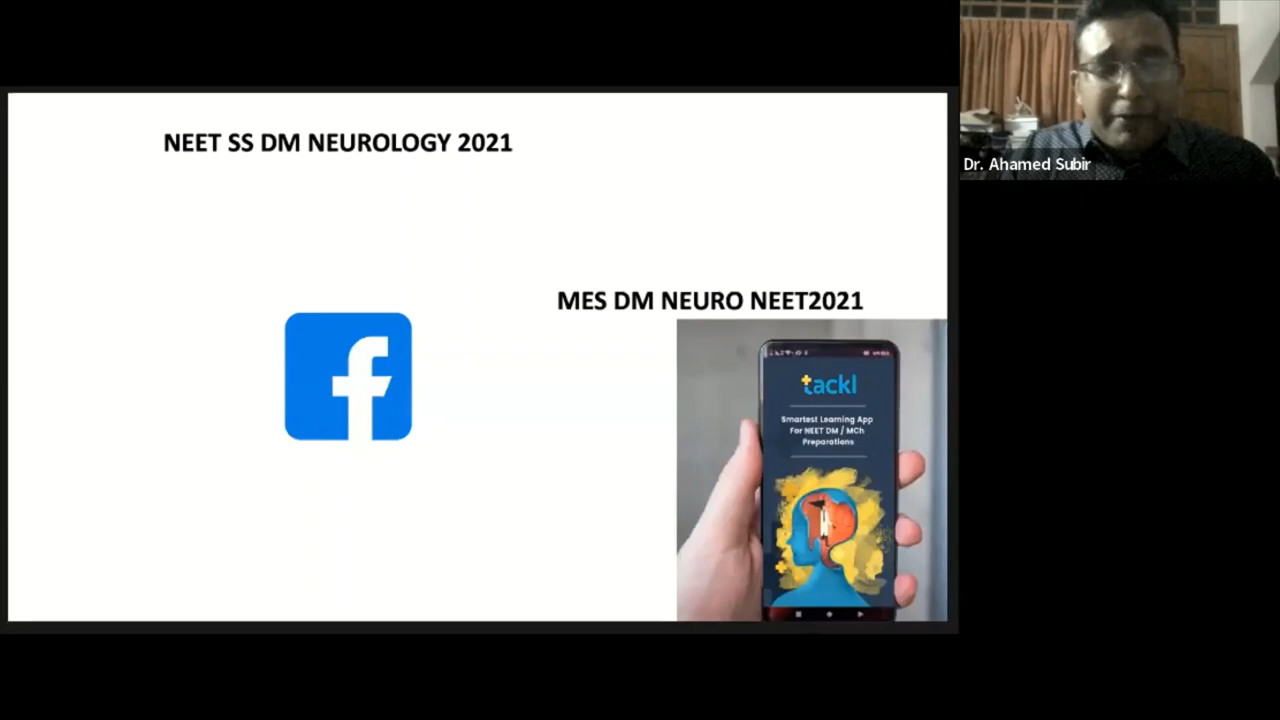 NEET SS DM NEUROLOGY 2021
Dr. Ahamed Subir
MES DM NEURO NEET2021
tackl
Smartest Learning App
For NEET DM / MCh
Preparations